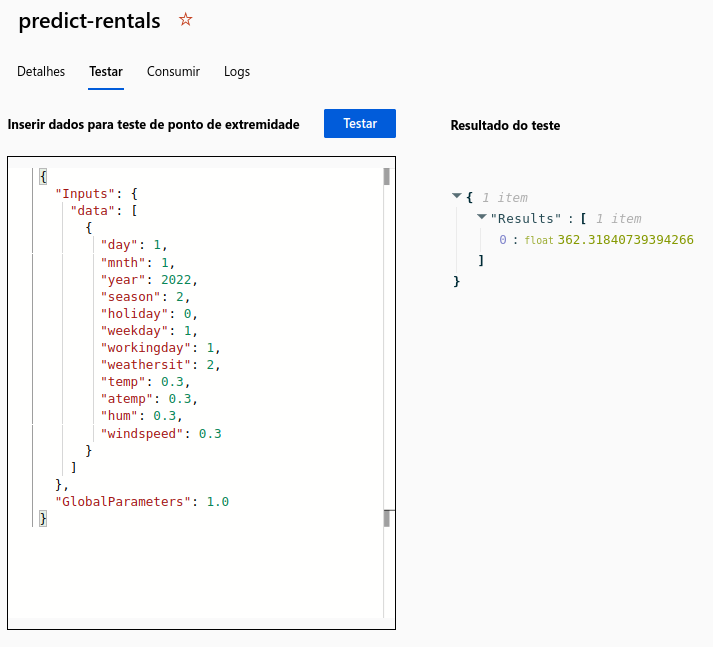 predict-rentals ☆
Detalhes Testar Consumir Logs
Inserir dados para teste de ponto de extremidade
Testar
{
"Inputs": {
"data": [
{
"day": 1,
"mnth": 1,
"year": 2022,
"season": 2,
"holiday": 0,
"weekday": 1,
"workingday": 1,
"weathersit": 2,
"temp": 0.3,
"atemp": 0.3,
"hum": 0.3,
"windspeed": 0.3
}
]
},
"GlobalParameters": 1.0
}
Resultado do teste
{ 1 item
"Results" : [ 1 item
0 : float 362.31840739394266
]
}